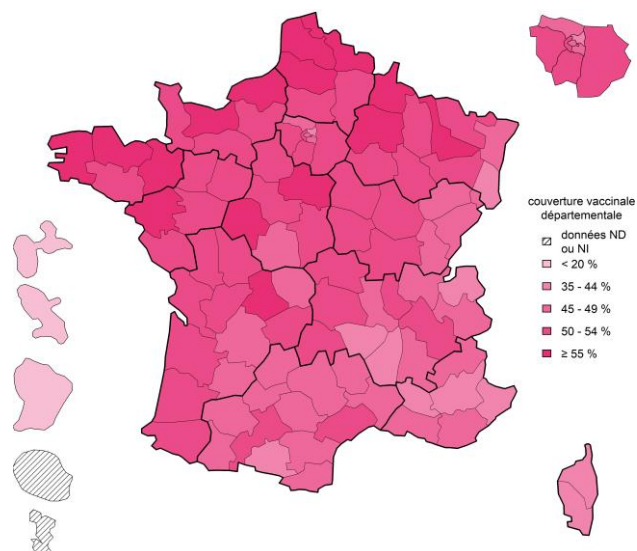 couverture vaccinale
départementale
données ND
ou NI
< 20 %
35 - 44 %
45 - 49 %
50 - 54 %
≥ 55 %